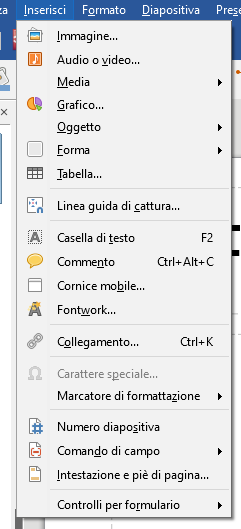 za Inserisci Formato Diapositiva Pres
Immagine...
Audio o video...
Media
Grafico...
Oggetto
Forma
Tabella...
Linea guida di cattura...
Casella di testo F2
Commento Ctrl+Alt+C
Cornice mobile...
Fontwork...
Collegamento... Ctrl+K
Carattere speciale...
Marcatore di formattazione
Numero diapositiva
Comando di campo
Intestazione e piè di pagina...
Controlli per formulario